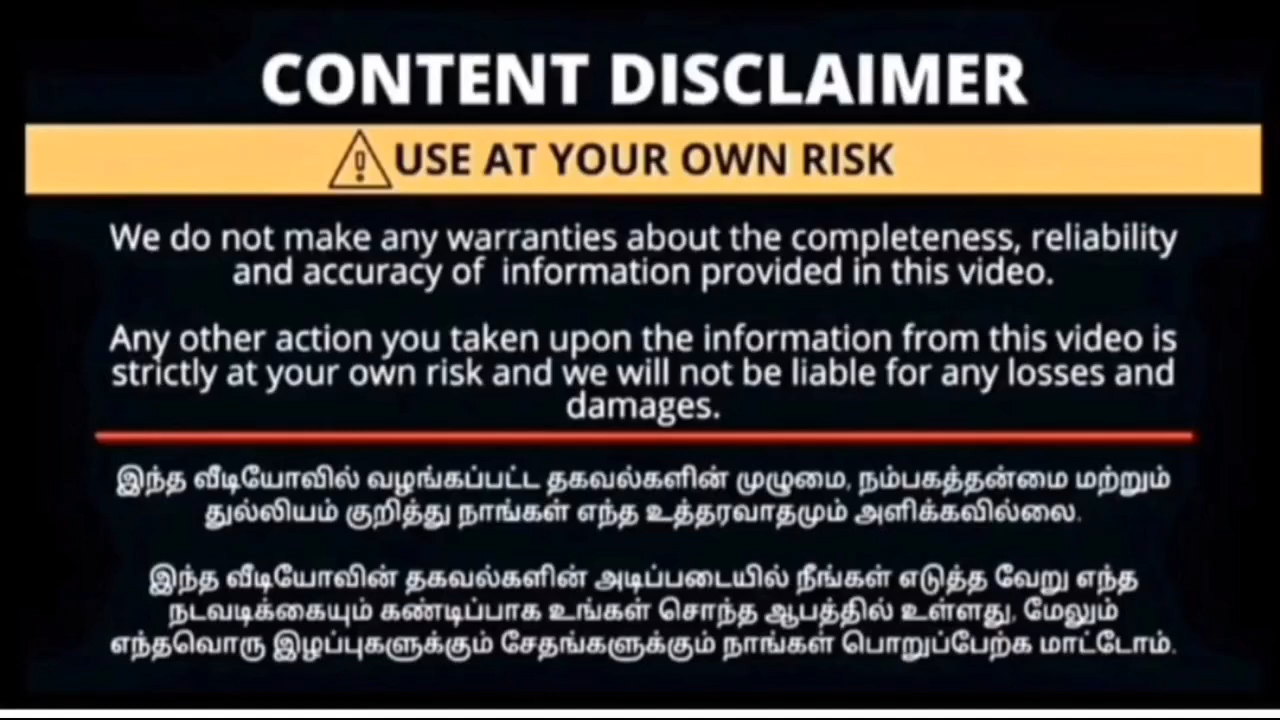 CONTENT DISCLAIMER
USE AT YOUR OWN RISK
We do not make any warranties about the completeness, reliability
and accuracy of information provided in this video.
Any other action you taken upon the information from this video is
strictly at your own risk and we will not be liable for any losses and
damages.
இந்த வீடியோவில் வழங்கப்பட்ட தகவல்களின் முழுமை, நம்பகத்தன்மை மற்றும்
துல்லியம் குறித்து நாங்கள் எந்த உத்தரவாதமும் அளிக்கவில்லை.
இந்த வீடியோவின் தகவல்களின் அடிப்படையில் நீங்கள் எடுத்த வேறு எந்த
நடவடிக்கையும் கண்டிப்பாக உங்கள் சொந்த ஆபத்தில் உள்ளது, மேலும்
எந்தவொரு இழப்புகளுக்கும் சேதங்களுக்கும் நாங்கள் பொறுப்பேற்க மாட்டோம்.